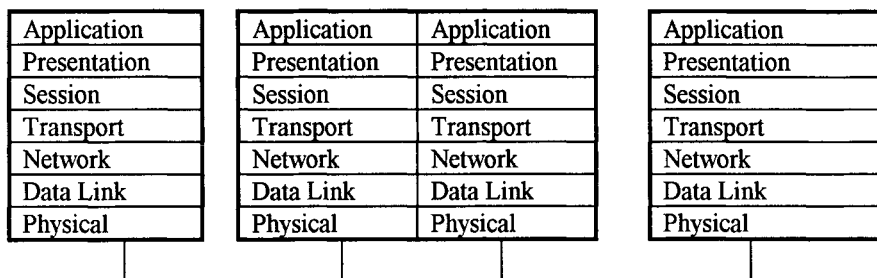 Application Application Application Application
Presentation Presentation Presentation Presentation
Session Session Session Session
Transport Transport Transport Transport
Network Network Network Network
Data Link Data Link Data Link Data Link
Physical Physical Physical Physical